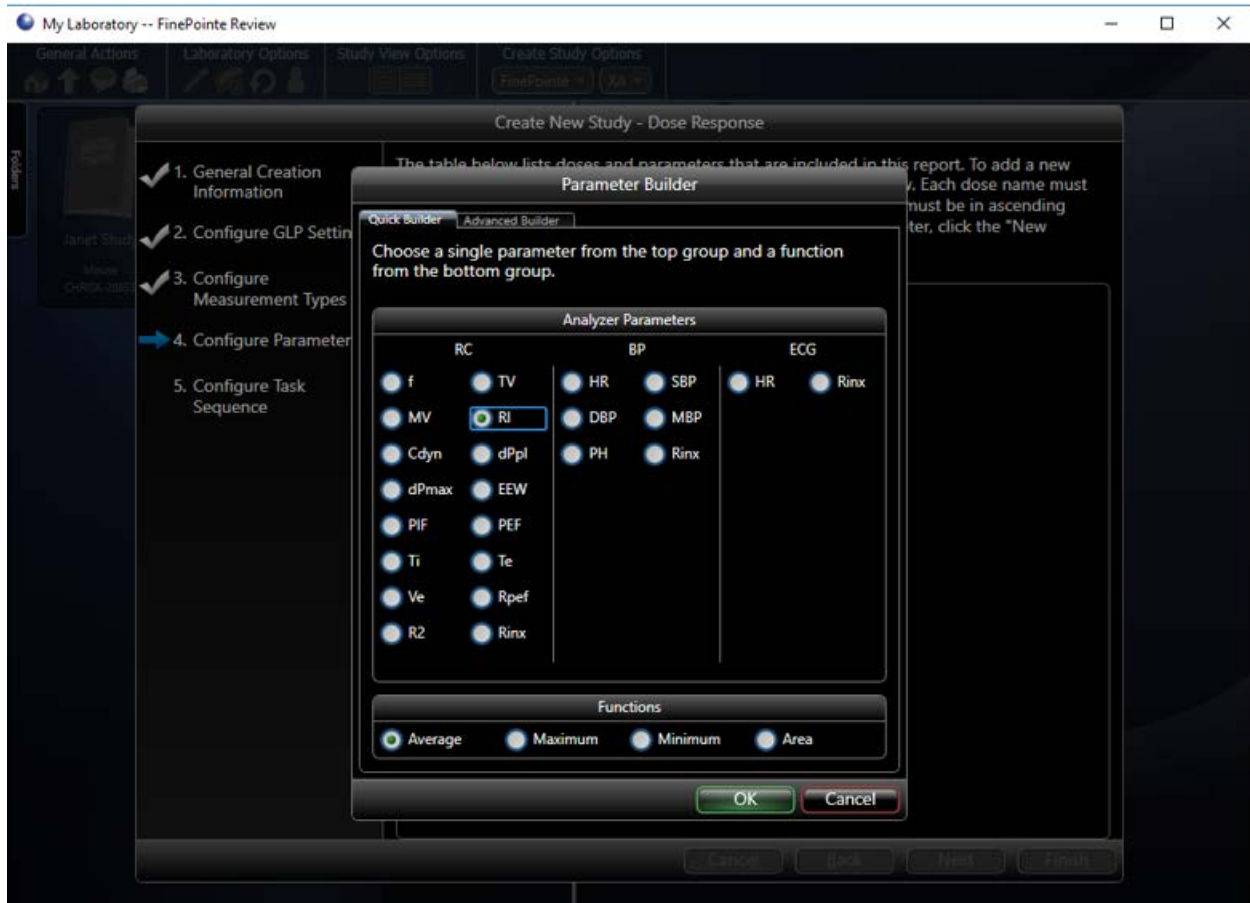 My Laboratory -- FinePointe Review
General Actions Laboratory Options Study View Options Create Study Options
FinePointe XA
Folders
Create New Study - Dose Response
1. General Creation
Information
2. Configure GLP Settin
3. Configure
Measurement Types
4. Configure Parameter
5. Configure Task
Sequence
Janet Stud
Mouse
The table below lists doses and parameters that are included in this report. To add a new
. Each dose name must
must be in ascending
ter, click the "New
Parameter Builder
Quick Builder Advanced Builder
Choose a single parameter from the top group and a function
from the bottom group.
Analyzer Parameters
RC BP ECG
f TV HR SBP HR Rinx
MV RI DBP MBP
Cdyn dPpl PH Rinx
dPmax EEW
PIF PEF
Ti Te
Ve Rpef
R2 Rinx
Functions
Average Maximum Minimum Area
OK Cancel
Cancel Back Next Finish